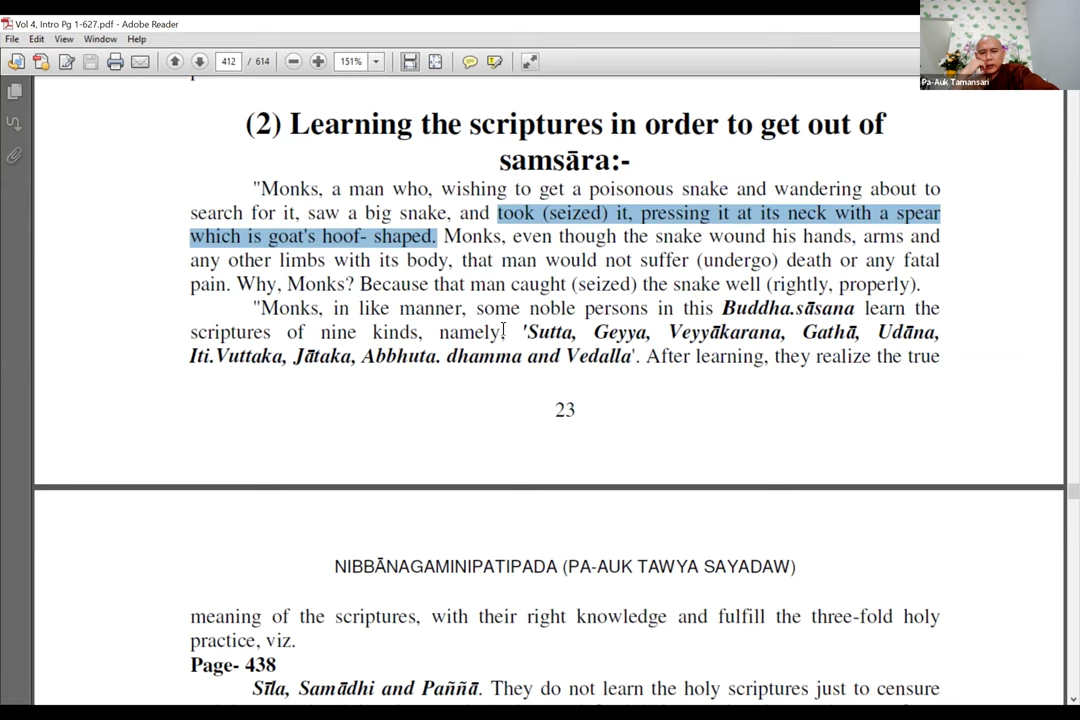 Vol 4, Intro Pg 1-627.pdf - Adobe Reader
File Edit View Window Help
412 / 614 151%
Pa-Auk Tamansari
(2) Learning the scriptures in order to get out of
samsāra:-
"Monks, a man who, wishing to get a poisonous snake and wandering about to
search for it, saw a big snake, and took (seized) it, pressing it at its neck with a spear
which is goat's hoof- shaped. Monks, even though the snake wound his hands, arms and
any other limbs with its body, that man would not suffer (undergo) death or any fatal
pain. Why, Monks? Because that man caught (seized) the snake well (rightly, properly).
"Monks, in like manner, some noble persons in this Buddha.sāsana learn the
scriptures of nine kinds, namely, 'Sutta, Geyya, Veyyākarana, Gathā, Udāna,
Iti.Vuttaka, Jātaka, Abbhuta. dhamma and Vedalla'. After learning, they realize the true
23
NIBBĀNAGAMINIPATIPADA (PA-AUK TAWYA SAYADAW)
meaning of the scriptures, with their right knowledge and fulfill the three-fold holy
practice, viz.
Page- 438
Sīla, Samādhi and Paññā. They do not learn the holy scriptures just to censure